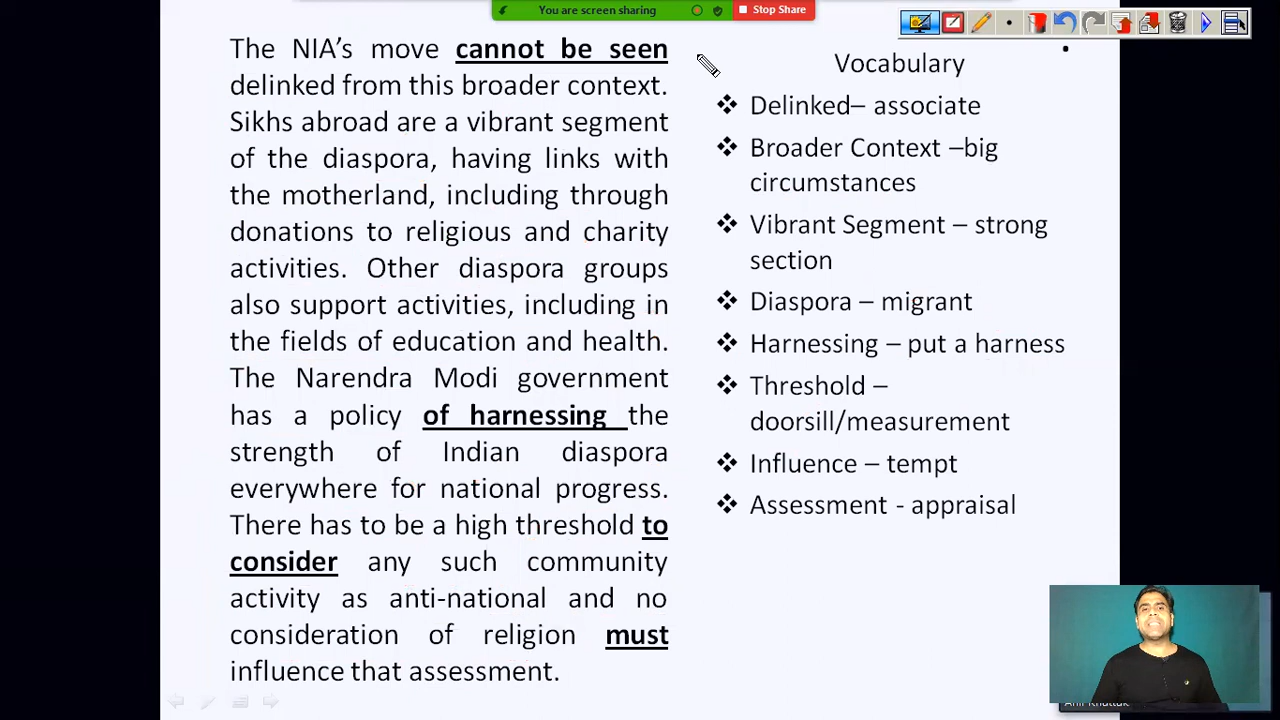 You are screen sharing
Stop Share
The NIA's move cannot be seen
delinked from this broader context.
Sikhs abroad are a vibrant segment
of the diaspora, having links with
the motherland, including through
donations to religious and charity
activities. Other diaspora groups
also support activities, including in
the fields of education and health.
The Narendra Modi government
has a policy of harnessing the
strength of Indian diaspora
everywhere for national progress.
There has to be a high threshold to
consider any such community
activity as anti-national and no
consideration of religion must
influence that assessment.
Vocabulary
❖ Delinked– associate
❖ Broader Context –big
circumstances
❖ Vibrant Segment – strong
section
❖ Diaspora – migrant
❖ Harnessing – put a harness
❖ Threshold –
doorsill/measurement
❖ Influence – tempt
❖ Assessment - appraisal